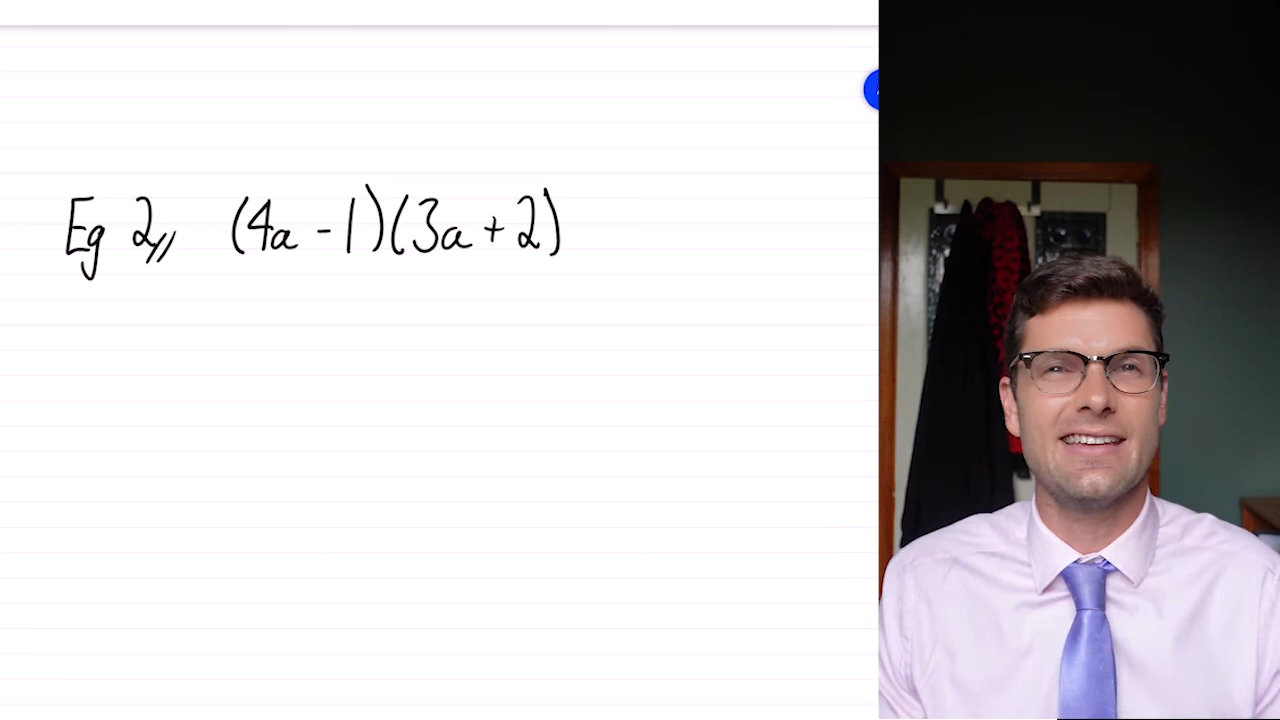 Eg 2,, (4a - 1)(3a + 2)